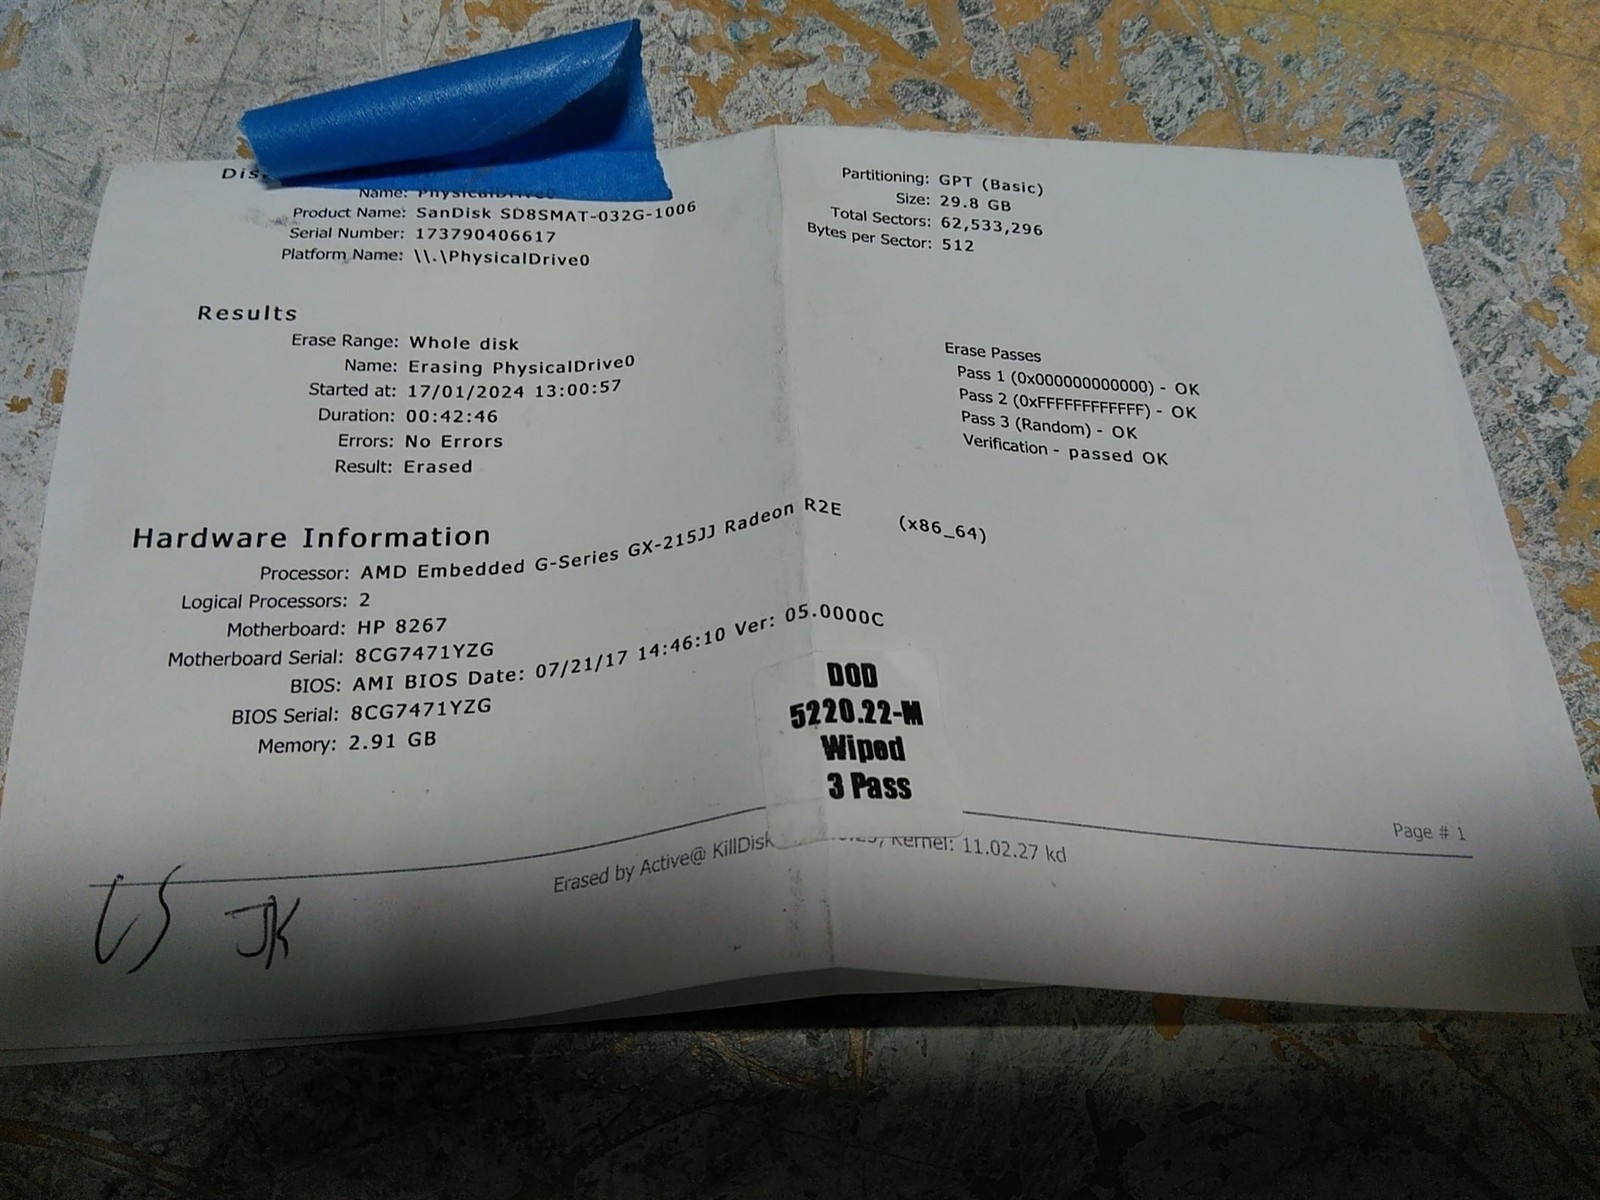 Name: PhysicalDrive0
Product Name: SanDisk SD8SMAT-032G-1006
Serial Number: 173790406617
Platform Name: \\.\PhysicalDrive0
Partitioning: GPT (Basic)
Size: 29.8 GB
Total Sectors: 62,533,296
Bytes per Sector: 512
Results
Erase Range: Whole disk
Name: Erasing PhysicalDrive0
Started at: 17/01/2024 13:00:57
Duration: 00:42:46
Errors: No Errors
Result: Erased
Erase Passes
Pass 1 (0x000000000000) - OK
Pass 2 (0xFFFFFFFFFFFF) - OK
Pass 3 (Random) - OK
Verification - passed OK
Hardware Information
Processor: AMD Embedded G-Series GX-215JJ Radeon R2E (x86_64)
Logical Processors: 2
Motherboard: HP 8267
Motherboard Serial: 8CG7471YZG
BIOS: AMI BIOS Date: 07/21/17 14:46:10 Ver: 05.0000C
BIOS Serial: 8CG7471YZG
Memory: 2.91 GB
DOD
5220.22-M
Wiped
3 Pass
Page # 1
Erased by Active@ KillDisk Kernel: 11.02.27 kd
JK